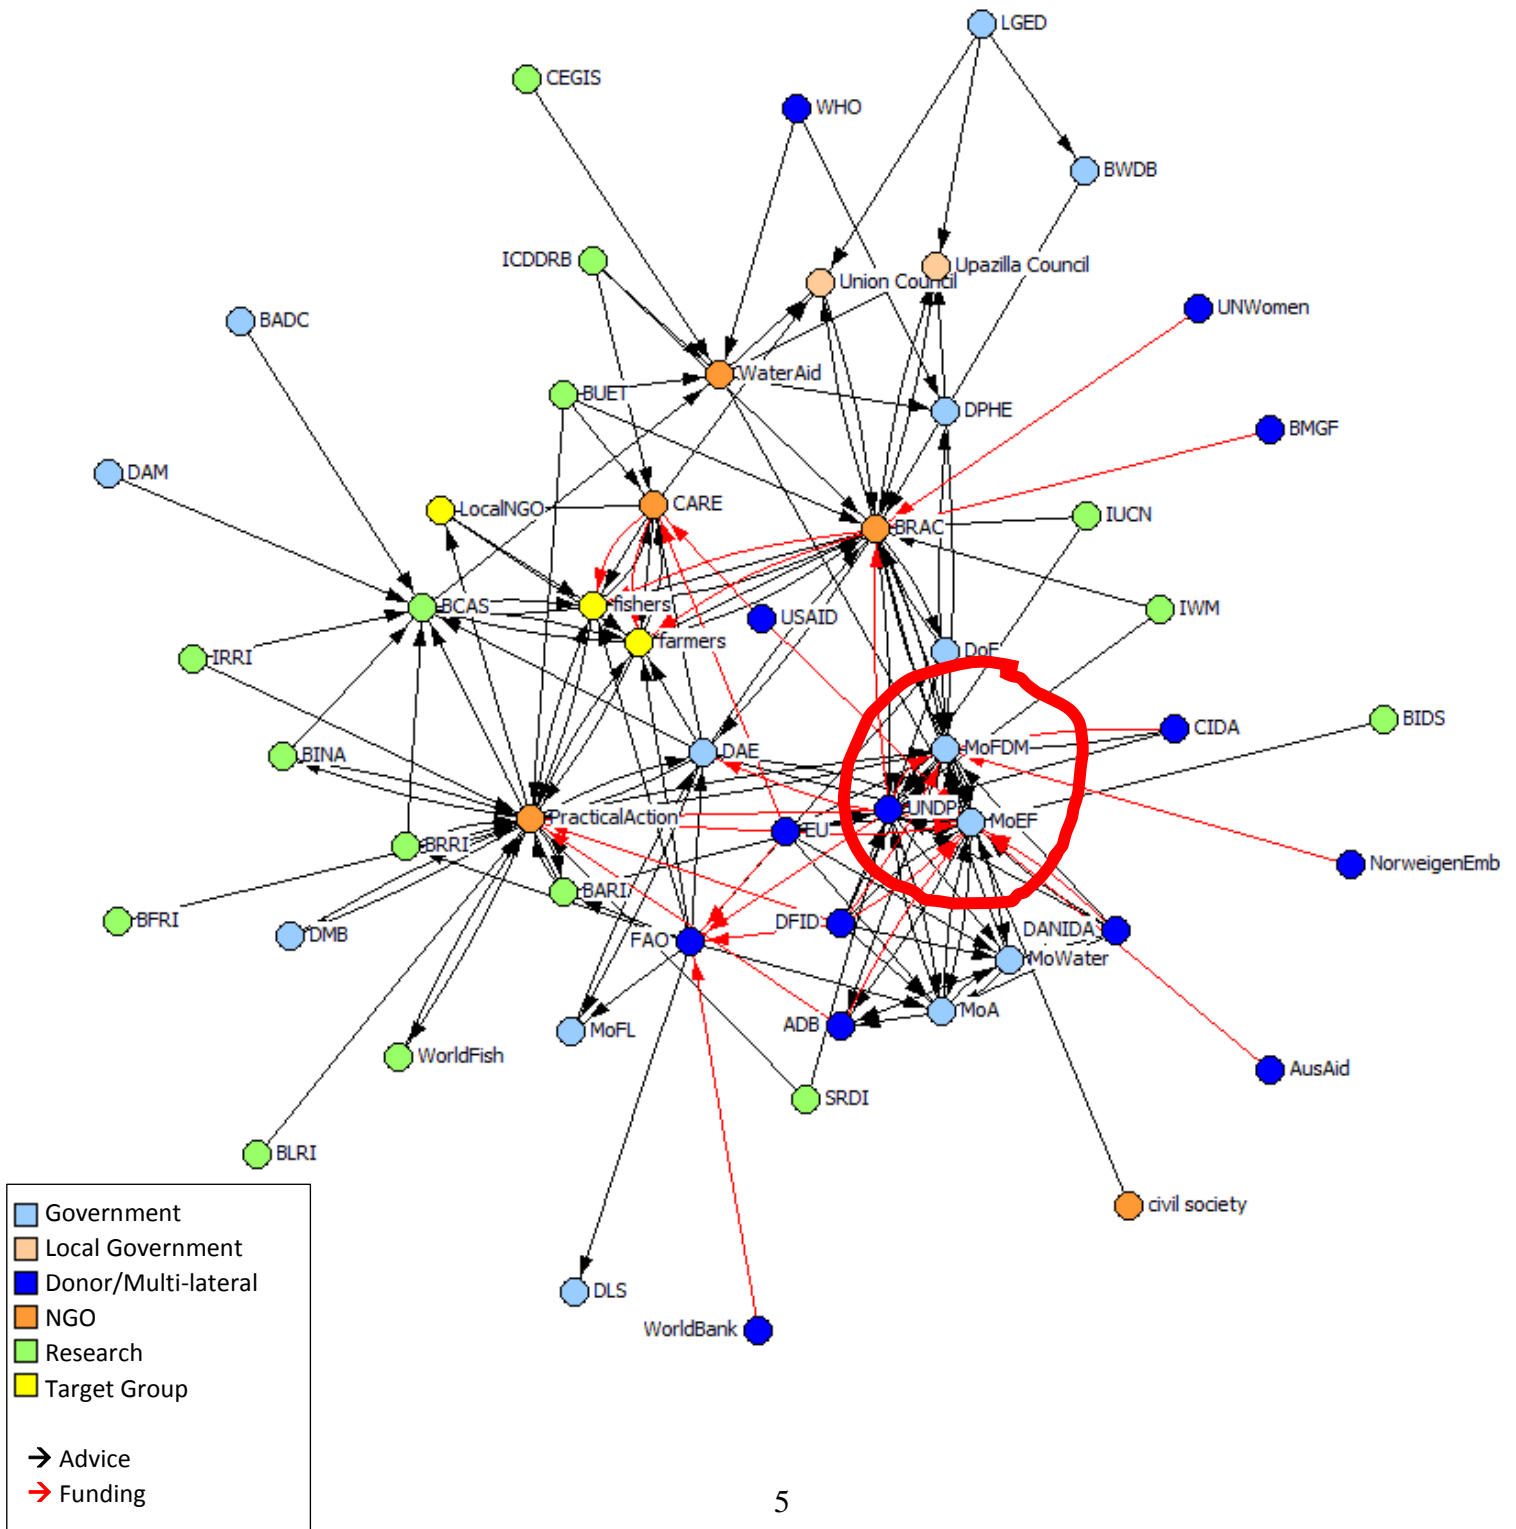 LGED
CEGIS
WHO
BWDB
ICDDRB
Upazilla Council
Union Council
UNWomen
BADC
WaterAid
BUET
DPHE
BMGF
DAM
LocalNGO
CARE
IUCN
BRAC
BCAS
fishers
USAID
IWM
farmers
IRRI
DoE
BIDS
CIDA
MoFDM
BINA
DAE
UNDP
PracticalAction
EU
MoEF
BRRI
NorweigenEmb
BARI
BFRI
DMB
FAO
DFID
DANIDA
MoWater
MoA
ADB
MoFL
WorldFish
AusAid
SRDI
BLRI
civil society
DLS
WorldBank
Government
Local Government
Donor/Multi-lateral
NGO
Research
Target Group
Advice
Funding
5